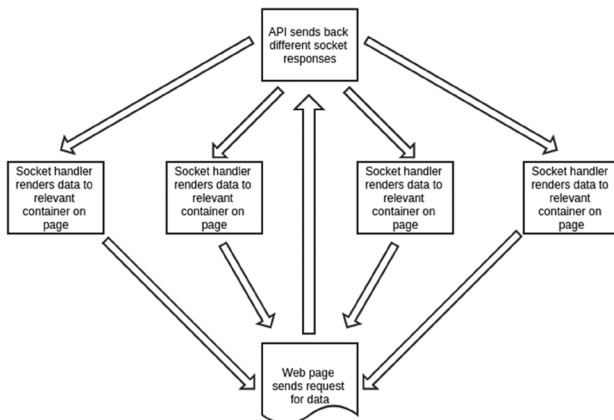 API sends back
different socket
responses
Socket handler
renders data to
relevant
container on
page
Socket handler
renders data to
relevant
container on
page
Socket handler
renders data to
relevant
container on
page
Socket handler
renders data to
relevant
container on
page
Web page
sends request
for data